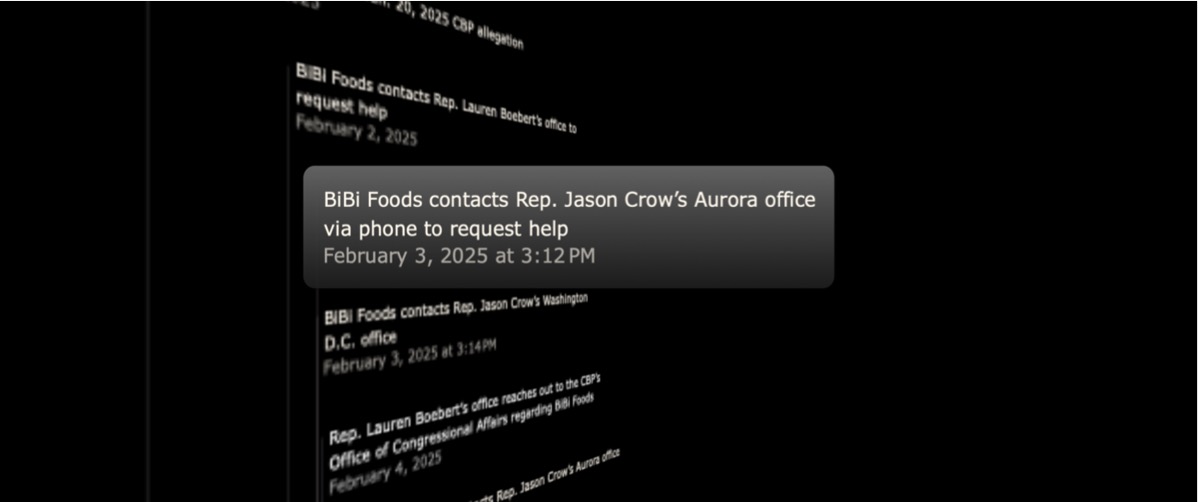 20, 2025 CBP allegation
BiBi Foods contacts Rep. Lauren Boebert's office to
request help
February 2, 2025
BiBi Foods contacts Rep. Jason Crow’s Aurora office
via phone to request help
February 3, 2025 at 3:12 PM
BiBi Foods contacts Rep. Jason Crow's Washington
D.C. office
February 3, 2025 at 3:14 PM
Rep. Lauren Boebert's office reaches out to the CBP's
Office of Congressional Affairs regarding BiBi Foods
February 4, 2025
Rep. Jason Crow's Aurora office